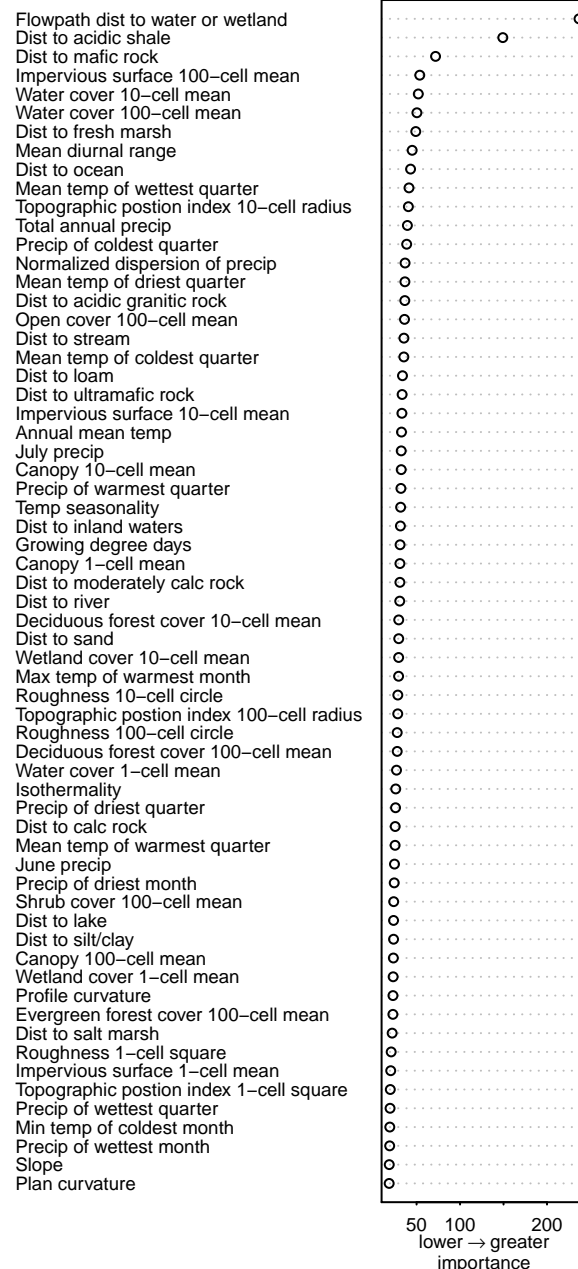 Flowpath dist to water or wetland
Dist to acidic shale
Dist to mafic rock
Impervious surface 100−cell mean
Water cover 10−cell mean
Water cover 100−cell mean
Dist to fresh marsh
Mean diurnal range
Dist to ocean
Mean temp of wettest quarter
Topographic postion index 10−cell radius
Total annual precip
Precip of coldest quarter
Normalized dispersion of precip
Mean temp of driest quarter
Dist to acidic granitic rock
Open cover 100−cell mean
Dist to stream
Mean temp of coldest quarter
Dist to loam
Dist to ultramafic rock
Impervious surface 10−cell mean
Annual mean temp
July precip
Canopy 10−cell mean
Precip of warmest quarter
Temp seasonality
Dist to inland waters
Growing degree days
Canopy 1−cell mean
Dist to moderately calc rock
Dist to river
Deciduous forest cover 10−cell mean
Dist to sand
Wetland cover 10−cell mean
Max temp of warmest month
Roughness 10−cell circle
Topographic postion index 100−cell radius
Roughness 100−cell circle
Deciduous forest cover 100−cell mean
Water cover 1−cell mean
Isothermality
Precip of driest quarter
Dist to calc rock
Mean temp of warmest quarter
June precip
Precip of driest month
Shrub cover 100−cell mean
Dist to lake
Dist to silt/clay
Canopy 100−cell mean
Wetland cover 1−cell mean
Profile curvature
Evergreen forest cover 100−cell mean
Dist to salt marsh
Roughness 1−cell square
Impervious surface 1−cell mean
Topographic postion index 1−cell square
Precip of wettest quarter
Min temp of coldest month
Precip of wettest month
Slope
Plan curvature
50 100 200
lower → greater
importance